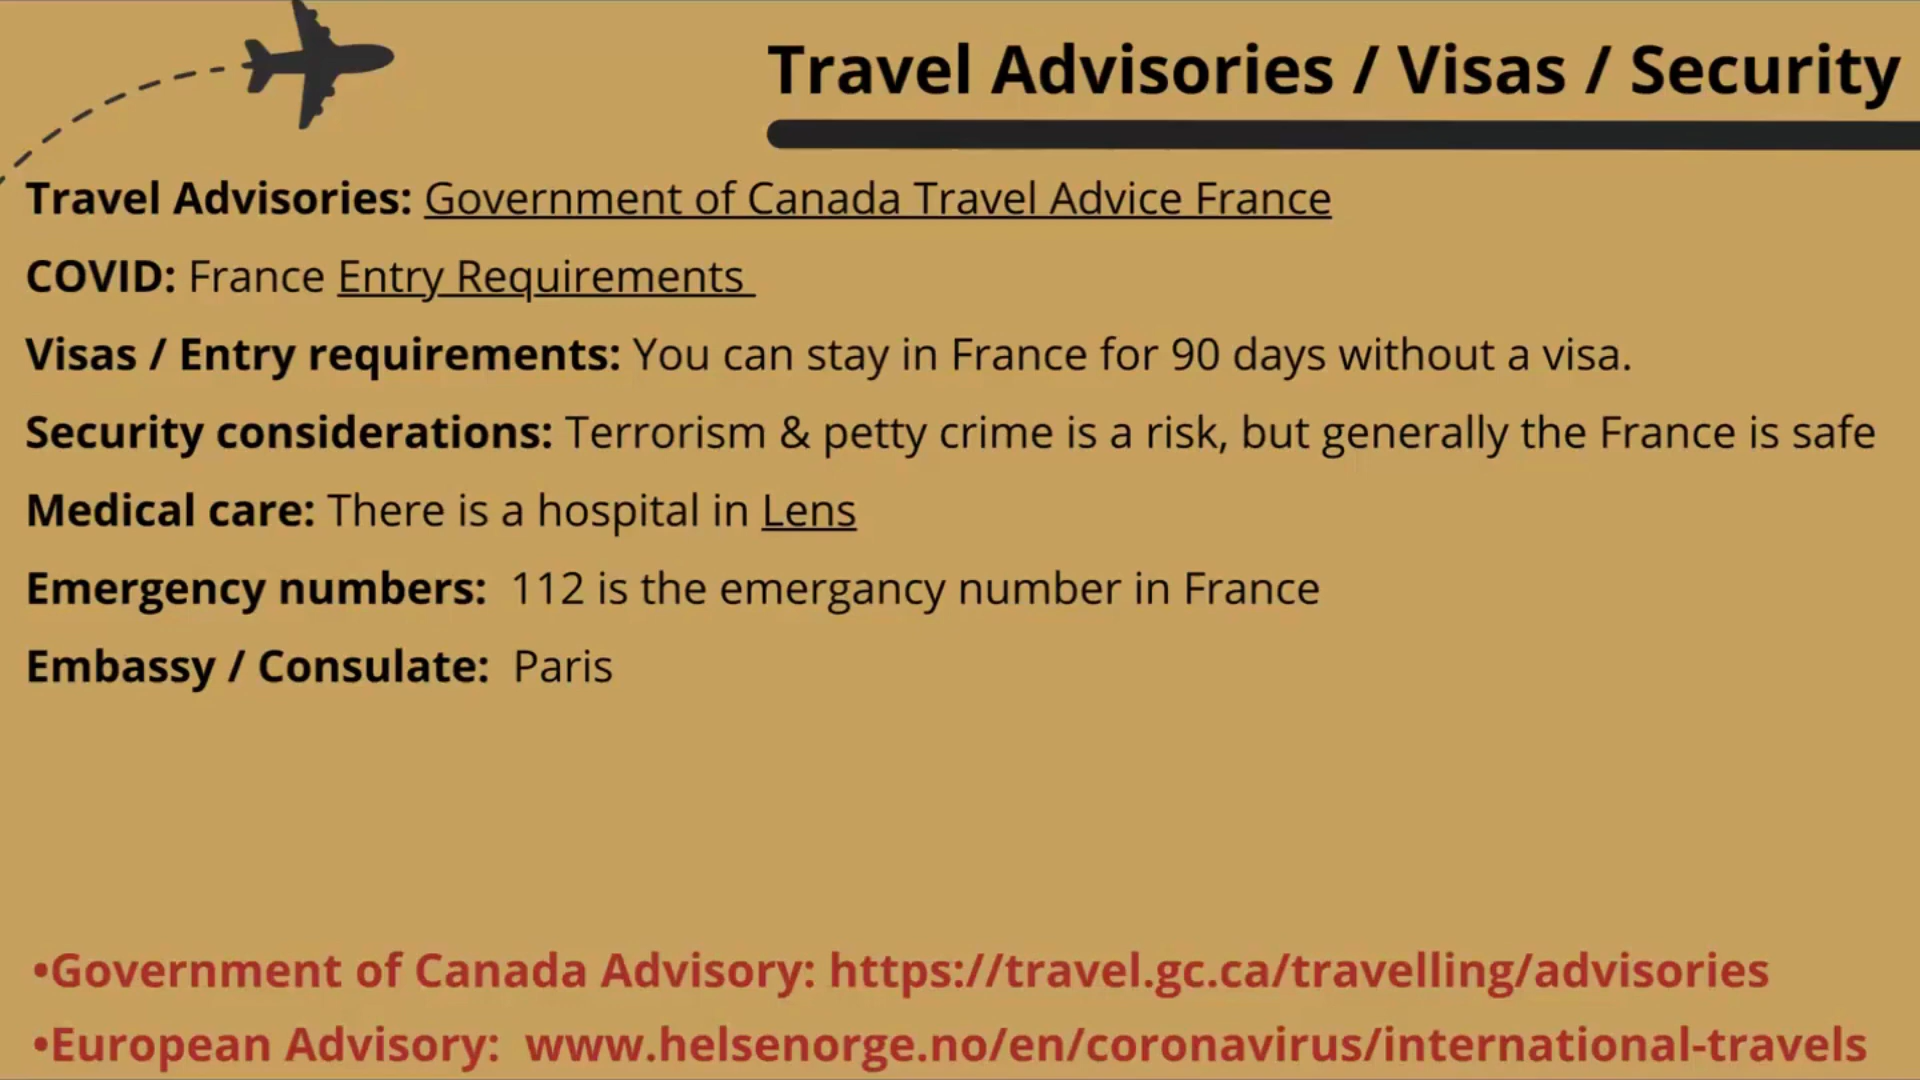 Travel Advisories / Visas / Security
Travel Advisories: Government of Canada Travel Advice France
COVID: France Entry Requirements
Visas / Entry requirements: You can stay in France for 90 days without a visa.
Security considerations: Terrorism & petty crime is a risk, but generally the France is safe
Medical care: There is a hospital in Lens
Emergency numbers: 112 is the emergancy number in France
Embassy / Consulate: Paris
•Government of Canada Advisory: https://travel.gc.ca/travelling/advisories
•European Advisory: www.helsenorge.no/en/coronavirus/international-travels